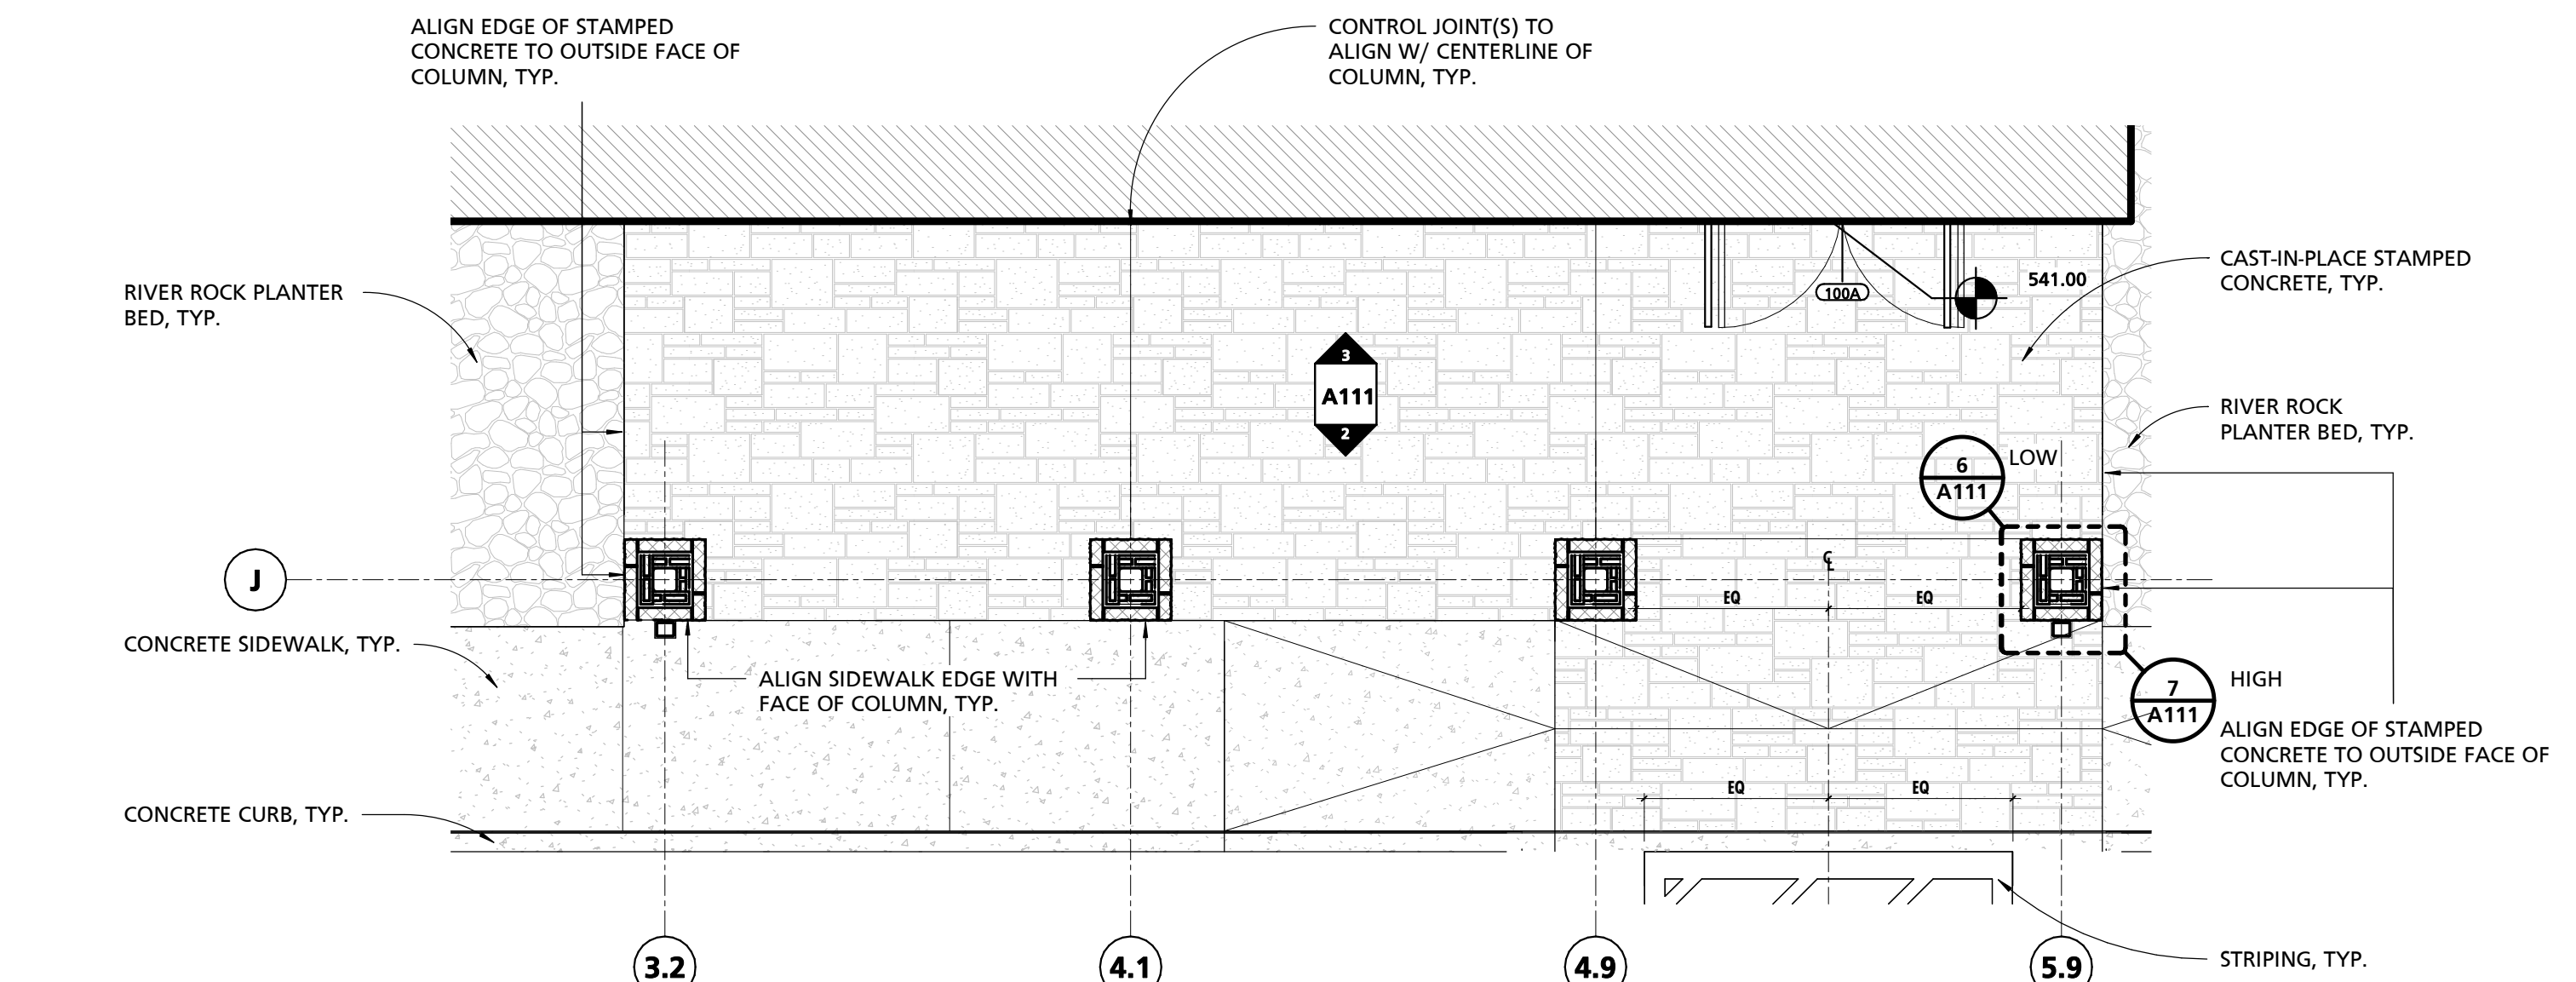 ALIGN EDGE OF STAMPED
CONCRETE TO OUTSIDE FACE OF
COLUMN, TYP.
CONTROL JOINT(S) TO
ALIGN W/ CENTERLINE OF
COLUMN, TYP.
RIVER ROCK PLANTER
BED, TYP.
100A
541.00
CAST-IN-PLACE STAMPED
CONCRETE, TYP.
3
A111
2
RIVER ROCK
PLANTER BED, TYP.
6
A111
LOW
J
CL
EQ
EQ
CONCRETE SIDEWALK, TYP.
ALIGN SIDEWALK EDGE WITH
FACE OF COLUMN, TYP.
7
A111
HIGH
ALIGN EDGE OF STAMPED
CONCRETE TO OUTSIDE FACE OF
COLUMN, TYP.
EQ
EQ
CONCRETE CURB, TYP.
STRIPING, TYP.
3.2
4.1
4.9
5.9